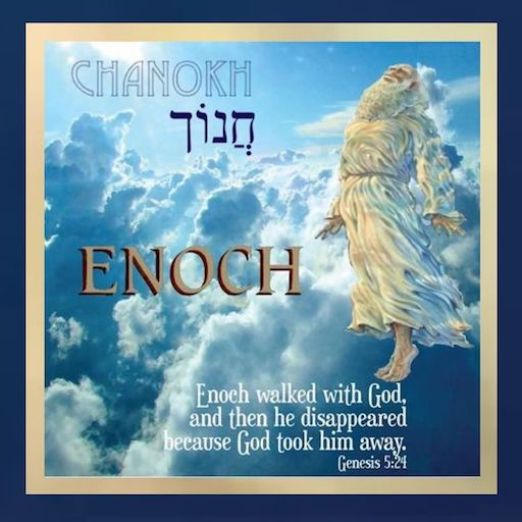 CHANOKH
חֲנוֹך
ENOCH
Enoch walked with God,
and then he disappeared
because God took him away.
Genesis 5:24